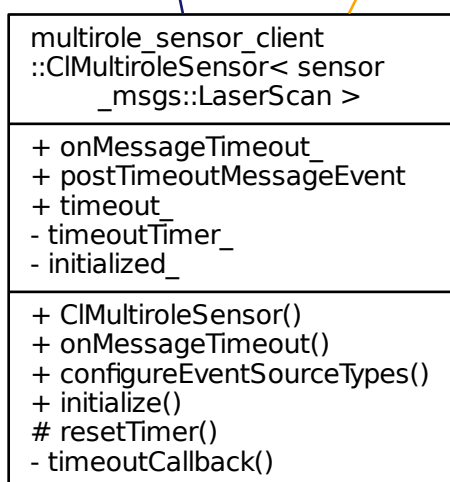 multirole_sensor_client
::ClMultiroleSensor< sensor
_msgs::LaserScan >
+ onMessageTimeout_
+ postTimeoutMessageEvent
+ timeout_
- timeoutTimer_
- initialized_
+ ClMultiroleSensor()
+ onMessageTimeout()
+ configureEventSourceTypes()
+ initialize()
# resetTimer()
- timeoutCallback()